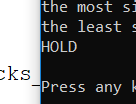 the most si
the least s
HOLD
cks
Press any k